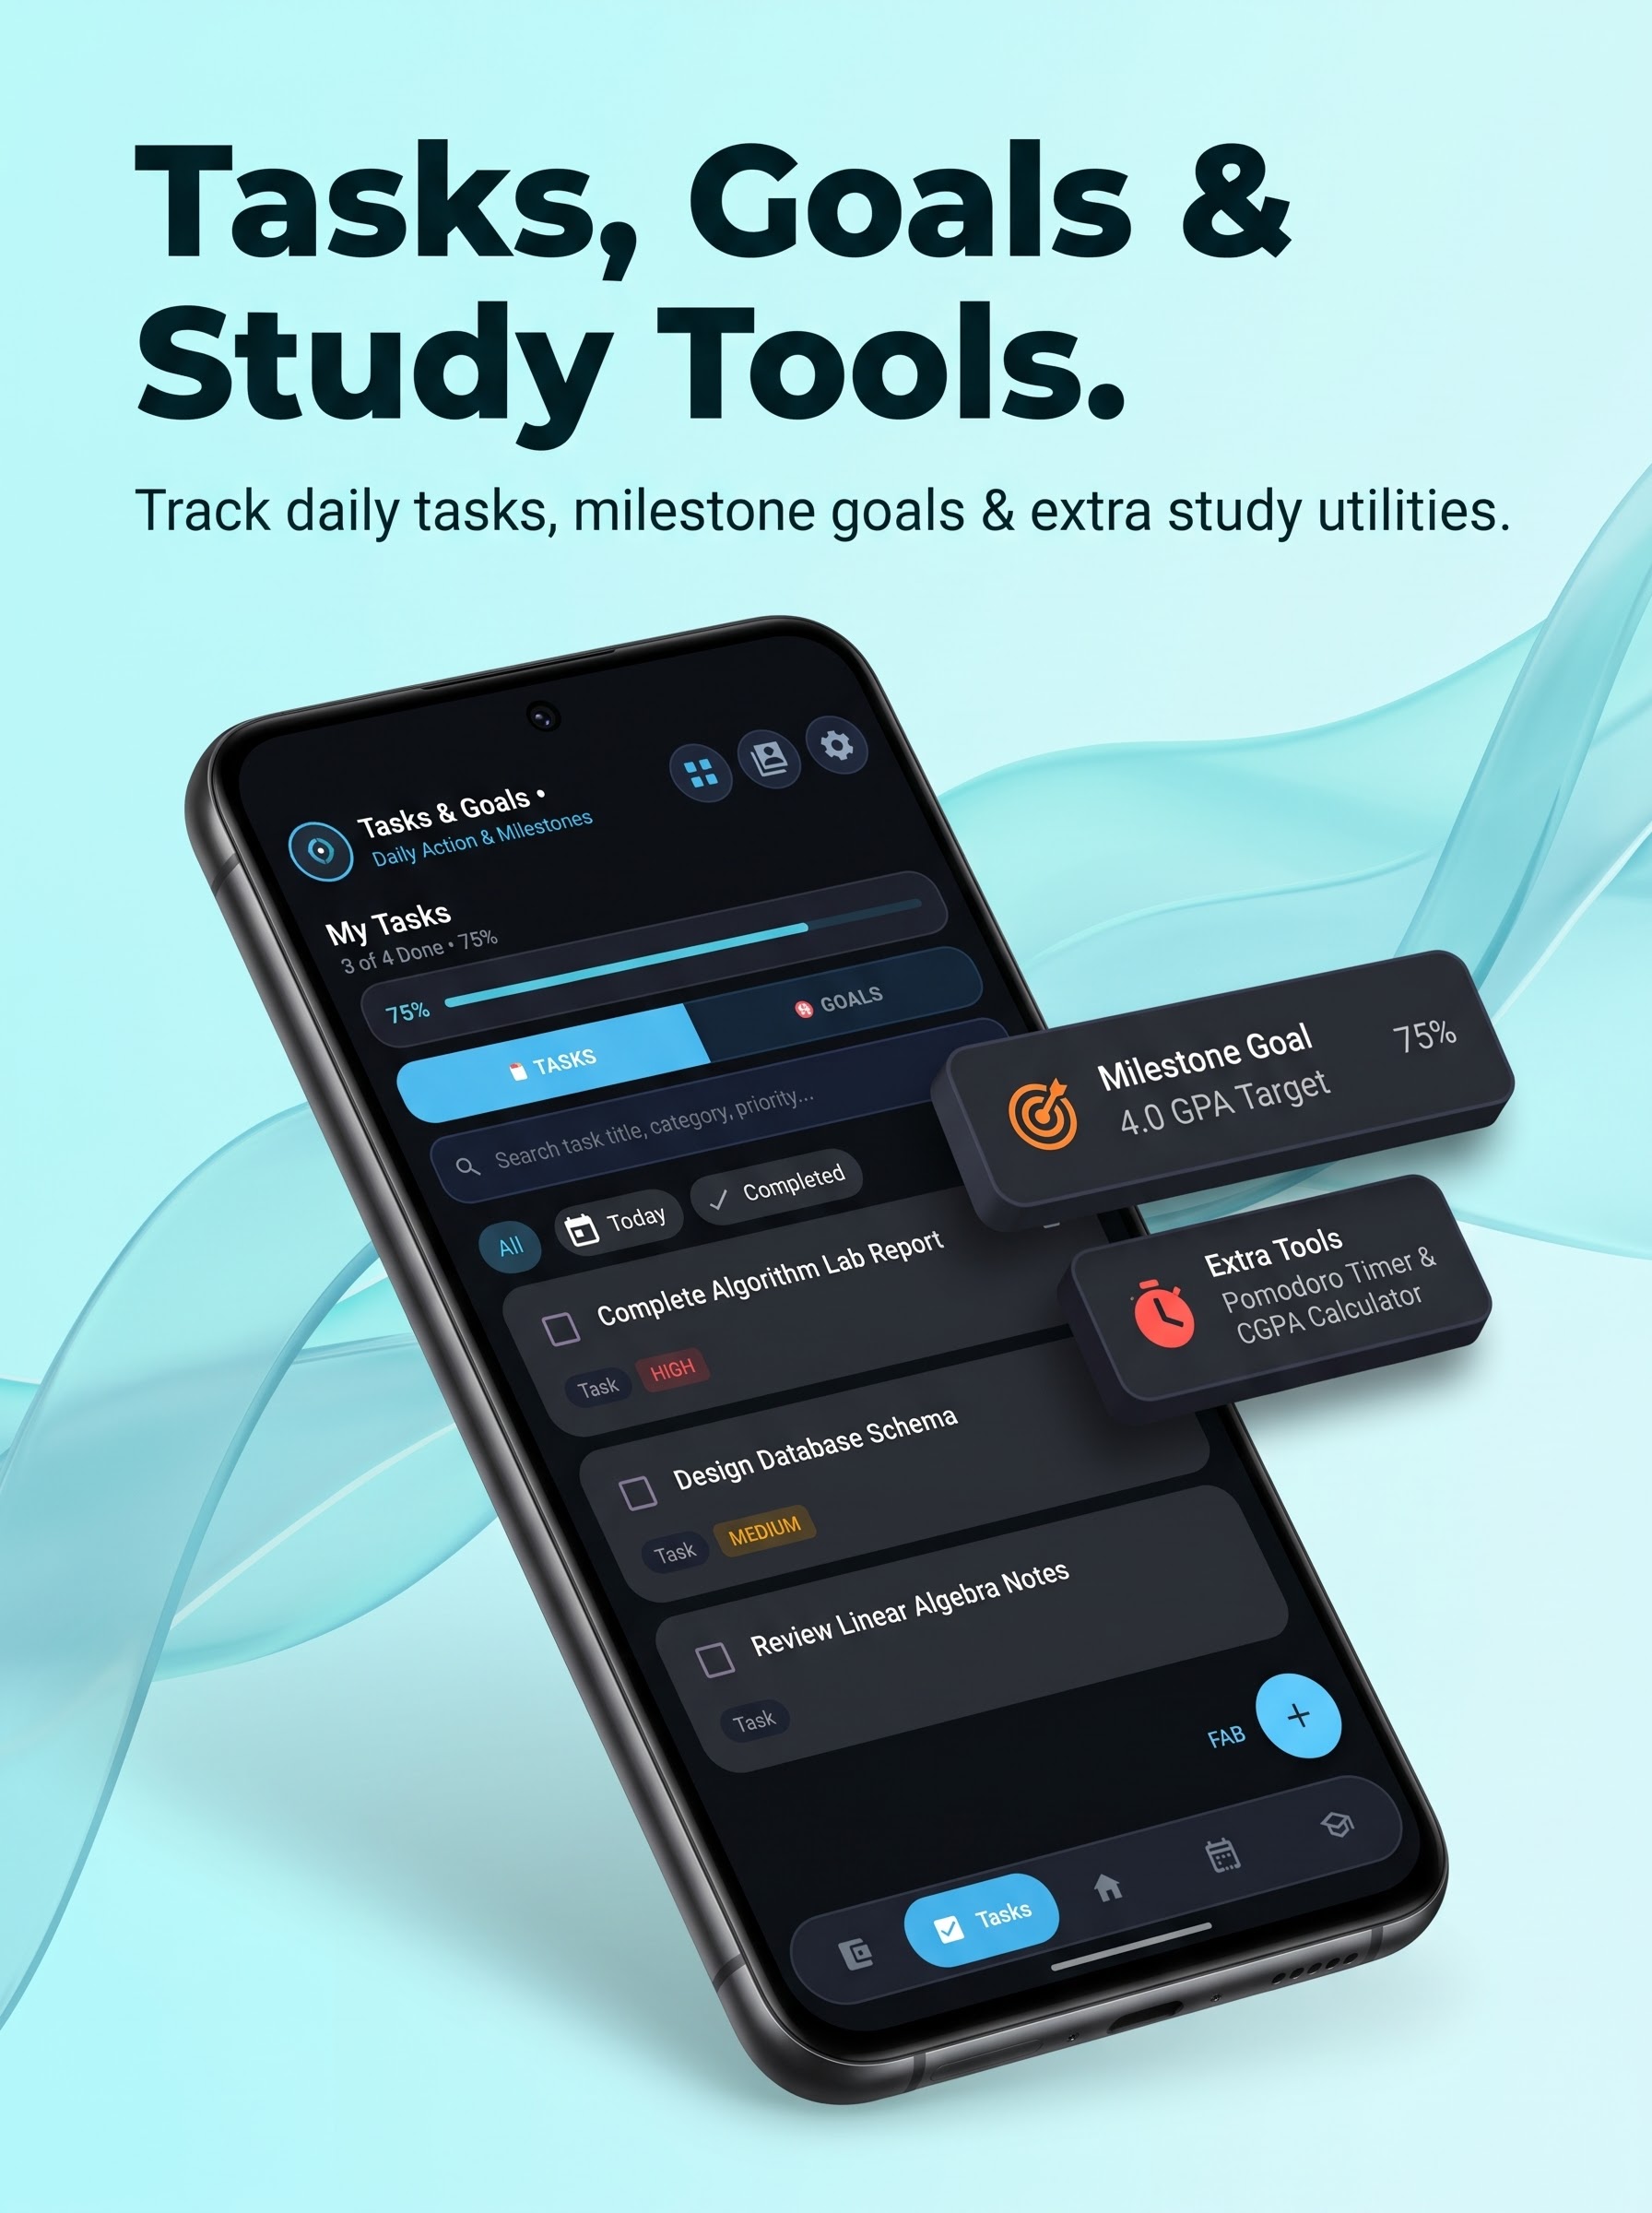 Tasks, Goals &
Study Tools.
Track daily tasks, milestone goals & extra study utilities.
Tasks & Goals •
Daily Action & Milestones
My Tasks
3 of 4 Done • 75%
75%
TASKS
GOALS
Search task title, category, priority...
All
Today
Completed
Complete Algorithm Lab Report
Task
HIGH
Design Database Schema
Task
MEDIUM
Review Linear Algebra Notes
Task
FAB
Tasks
Milestone Goal
4.0 GPA Target
75%
Extra Tools
Pomodoro Timer &
CGPA Calculator